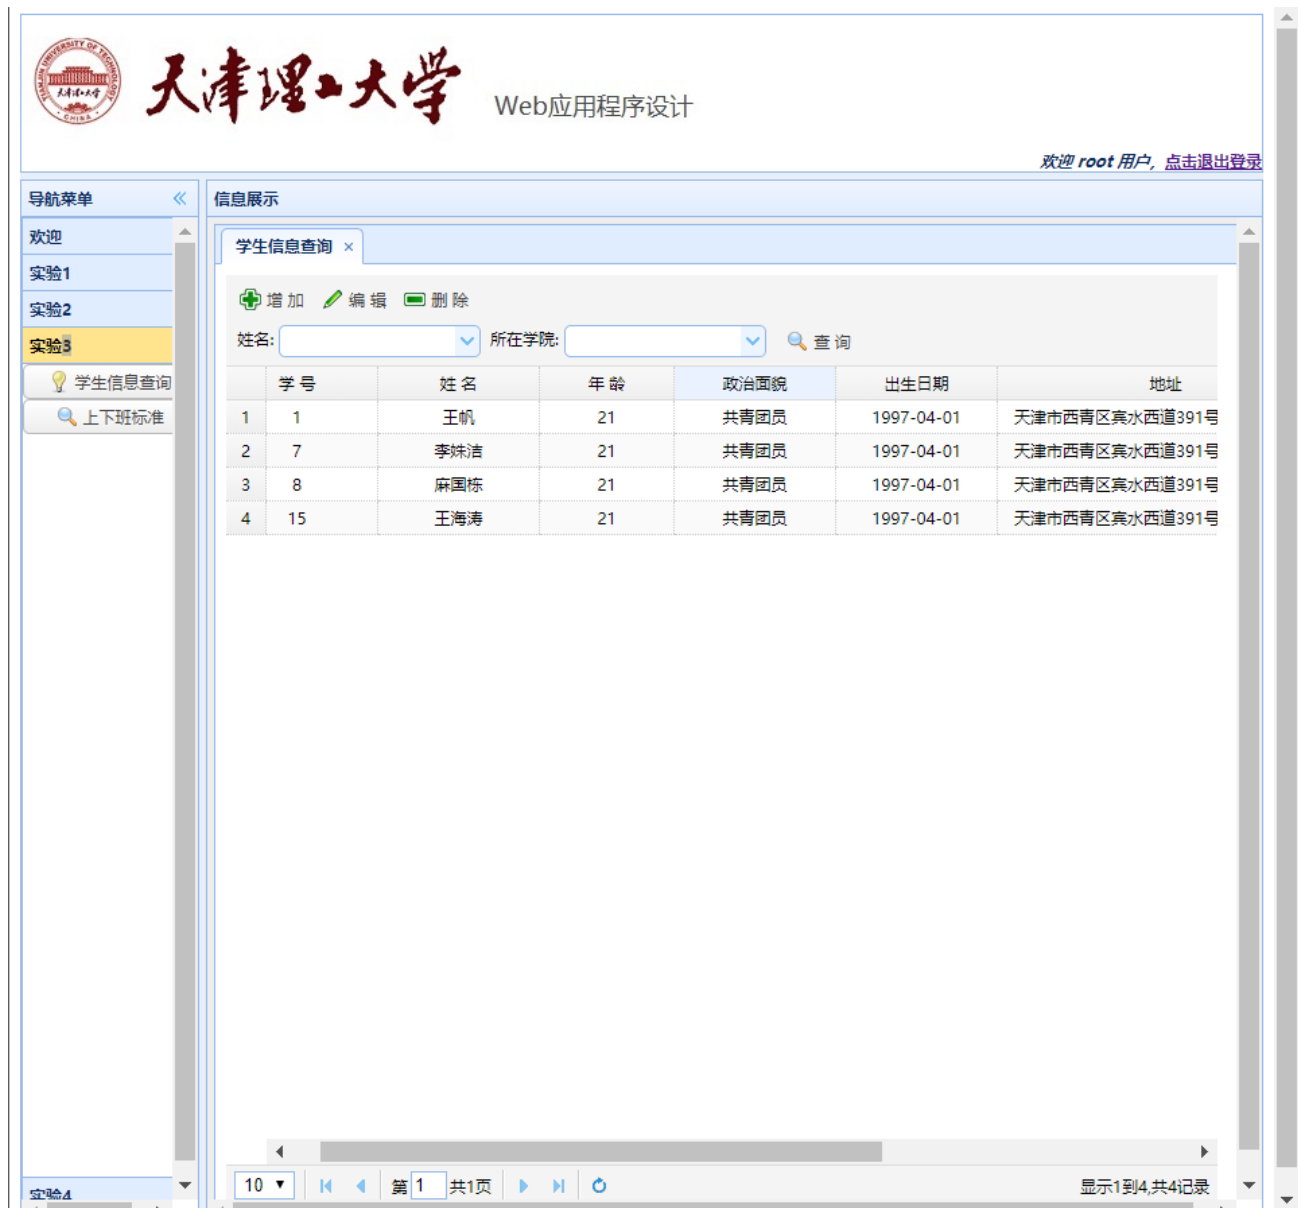 TIANJIN UNIVERSITY OF TECHNOLOGY
天津理工大学
CHINA
天津理工大学
Web应用程序设计
欢迎 root 用户, 点击退出登录
导航菜单
信息展示
欢迎
实验1
实验2
实验3
学生信息查询
上下班标准
实验4
学生信息查询 ×
增加 编辑 删除
姓名: 所在学院: 查询
学号 姓名 年龄 政治面貌 出生日期 地址
1 1 王帆 21 共青团员 1997-04-01 天津市西青区宾水西道391号
2 7 李姝洁 21 共青团员 1997-04-01 天津市西青区宾水西道391号
3 8 麻国栋 21 共青团员 1997-04-01 天津市西青区宾水西道391号
4 15 王海涛 21 共青团员 1997-04-01 天津市西青区宾水西道391号
10 第 1 共1页 显示1到4,共4记录